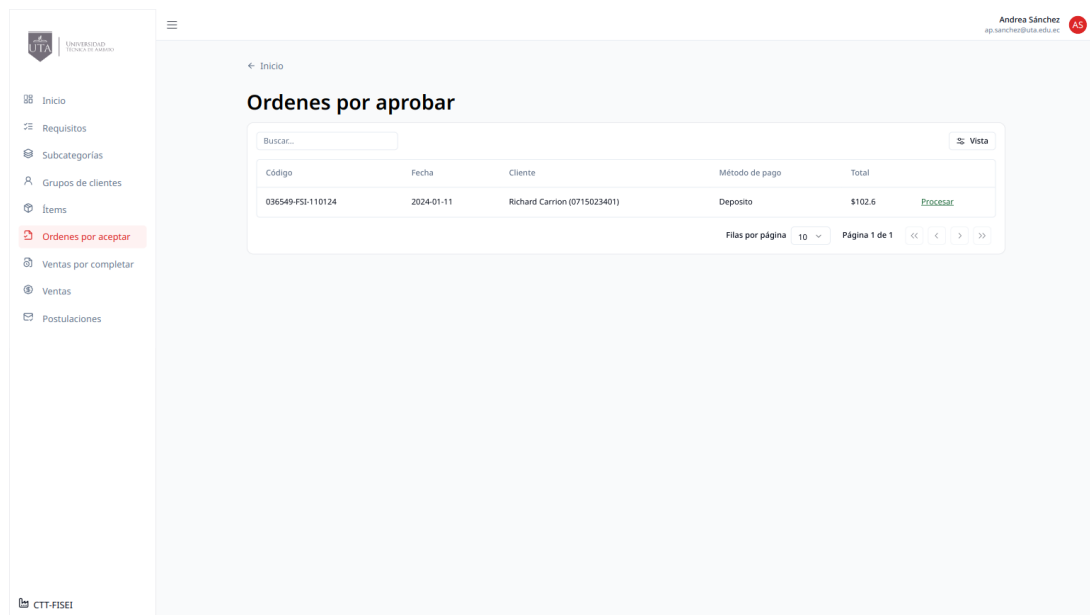 Andrea Sánchez
ap.sanchez@uta.edu.ec
AS
UTA
UNIVERSIDAD
TÉCNICA DE AMBATO
Inicio
Requisitos
Subcategorías
Grupos de clientes
Ítems
Ordenes por aceptar
Ventas por completar
Ventas
Postulaciones
CTT-FISEI
← Inicio
Ordenes por aprobar
Buscar...
Vista
Código Fecha Cliente Método de pago Total
036549-FSI-110124 2024-01-11 Richard Carrion (0715023401) Deposito $102.6 Procesar
Filas por página 10 Página 1 de 1